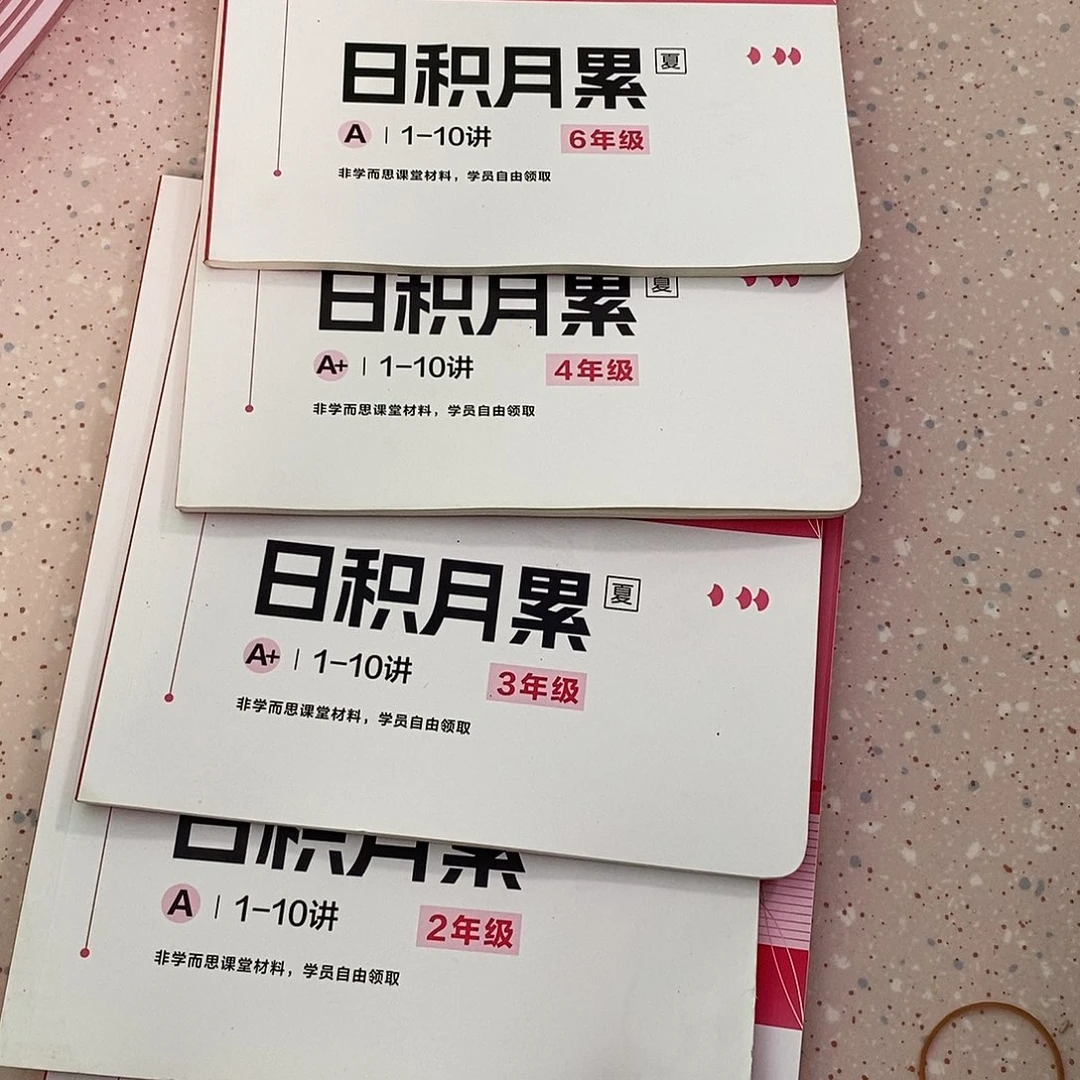 日积月累 夏
A | 1-10讲 6年级
非学而思课堂材料，学员自由领取
日积月累 夏
A+ | 1-10讲 4年级
非学而思课堂材料，学员自由领取
日积月累 夏
A+ | 1-10讲 3年级
非学而思课堂材料，学员自由领取
日积月累
A | 1-10讲 2年级
非学而思课堂材料，学员自由领取